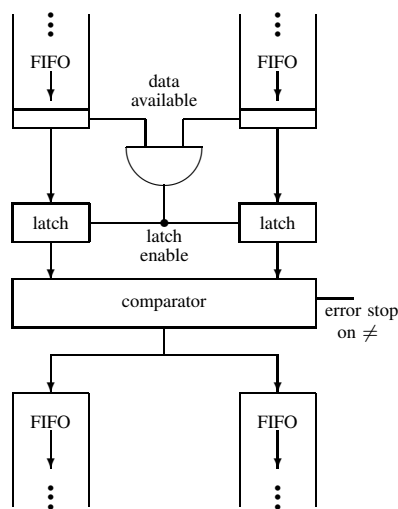 FIFO
FIFO
data
available
latch
latch
latch
enable
comparator
error stop
on ≠
FIFO
FIFO